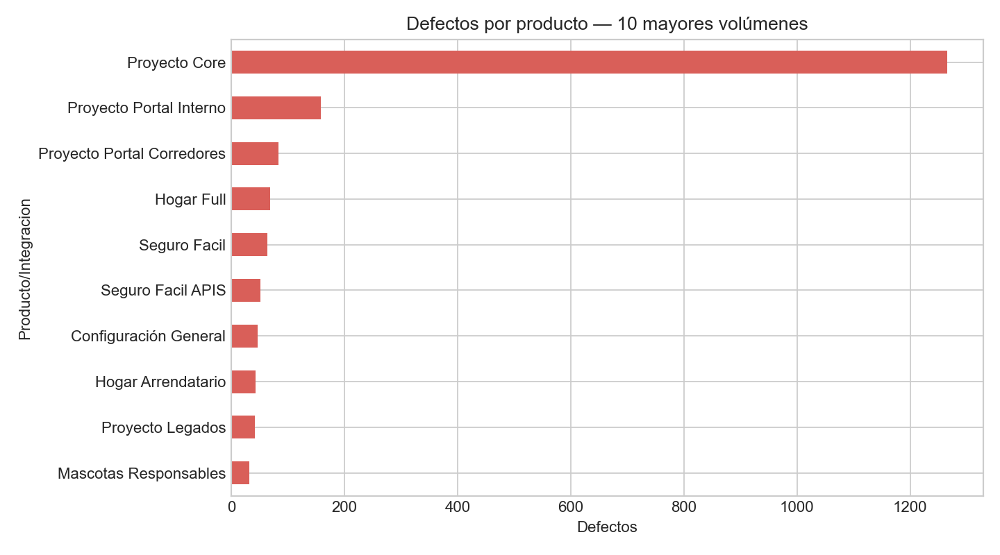 Defectos por producto — 10 mayores volúmenes
Producto/Integracion
Proyecto Core
Proyecto Portal Interno
Proyecto Portal Corredores
Hogar Full
Seguro Facil
Seguro Facil APIS
Configuración General
Hogar Arrendatario
Proyecto Legados
Mascotas Responsables
0 200 400 600 800 1000 1200
Defectos